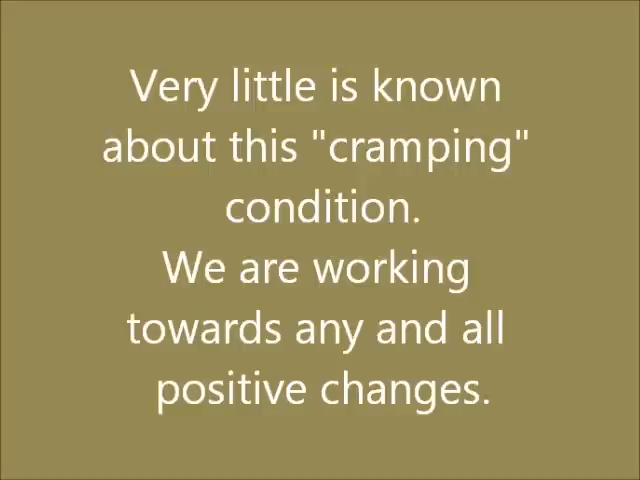 Very little is known
about this "cramping"
condition.
We are working
towards any and all
positive changes.